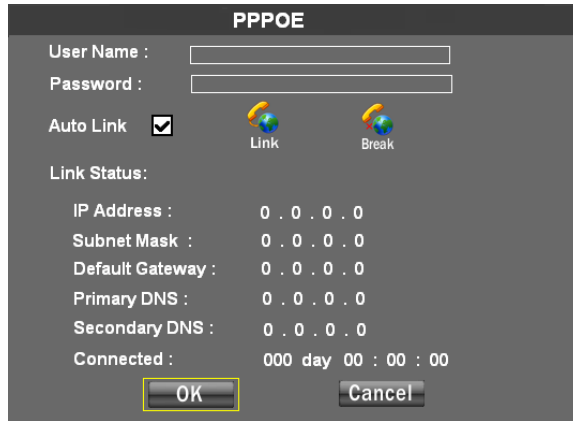 PPPOE
User Name :
Password :
Auto Link
Link Break
Link Status:
IP Address : 0 . 0 . 0 . 0
Subnet Mask : 0 . 0 . 0 . 0
Default Gateway : 0 . 0 . 0 . 0
Primary DNS : 0 . 0 . 0 . 0
Secondary DNS : 0 . 0 . 0 . 0
Connected : 000 day 00 : 00 : 00
OK Cancel